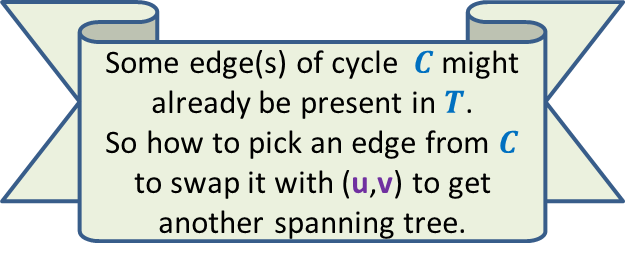 Some edge(s) of cycle C might
already be present in T.
So how to pick an edge from C
to swap it with (u,v) to get
another spanning tree.